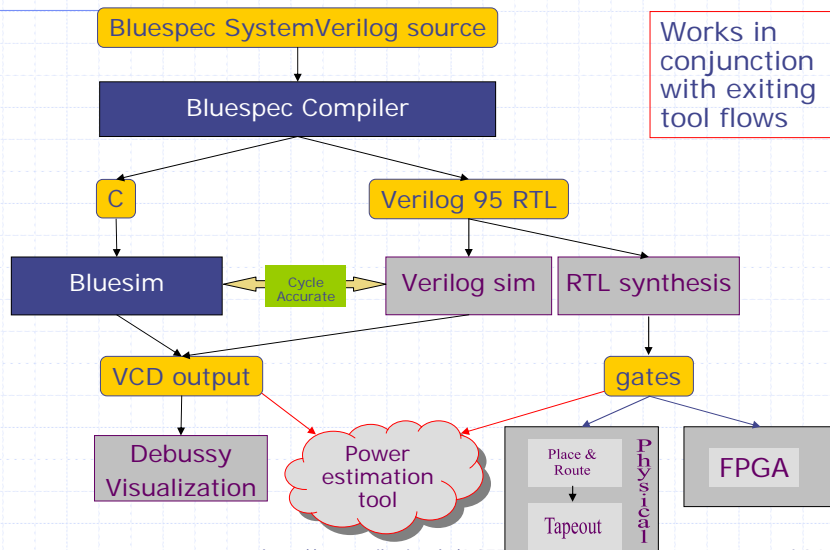 Bluespec SystemVerilog source
Works in
conjunction
with exiting
tool flows
Bluespec Compiler
C
Verilog 95 RTL
Bluesim
Cycle
Accurate
Verilog sim
RTL synthesis
VCD output
gates
Debussy
Visualization
Power
estimation
tool
Place &
Route
Tapeout
Physical
FPGA